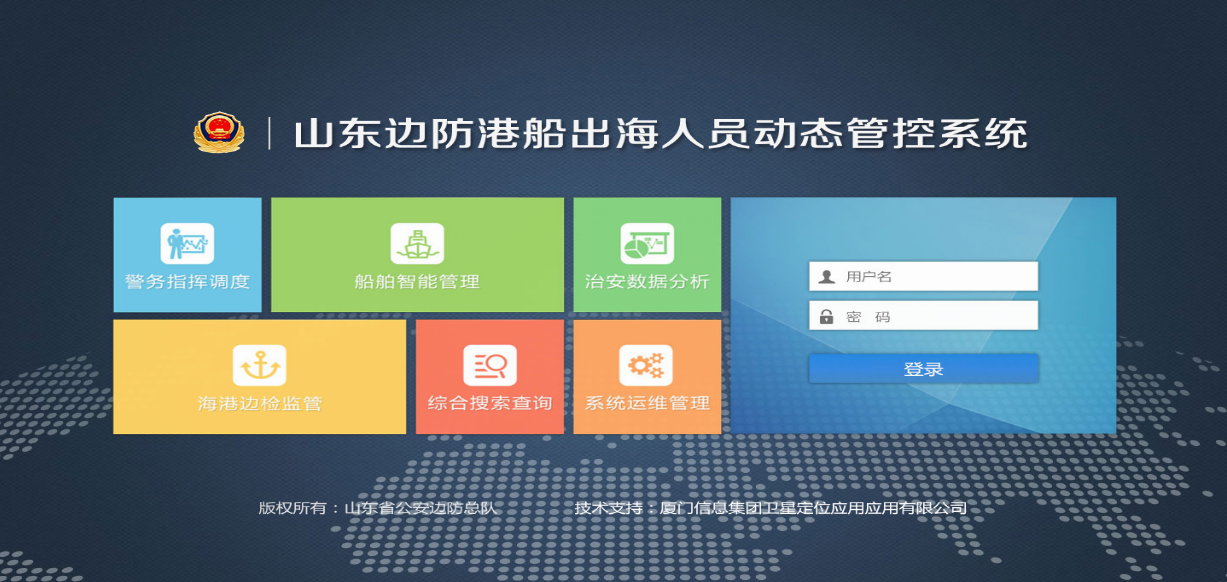 山东边防港船出海人员动态管控系统
警务指挥调度
船舶智能管理
治安数据分析
用户名
密 码
登录
海港边检监管
综合搜索查询
系统运维管理
版权所有：山东省公安边防总队 技术支持：厦门信息集团卫星定位应用应用有限公司